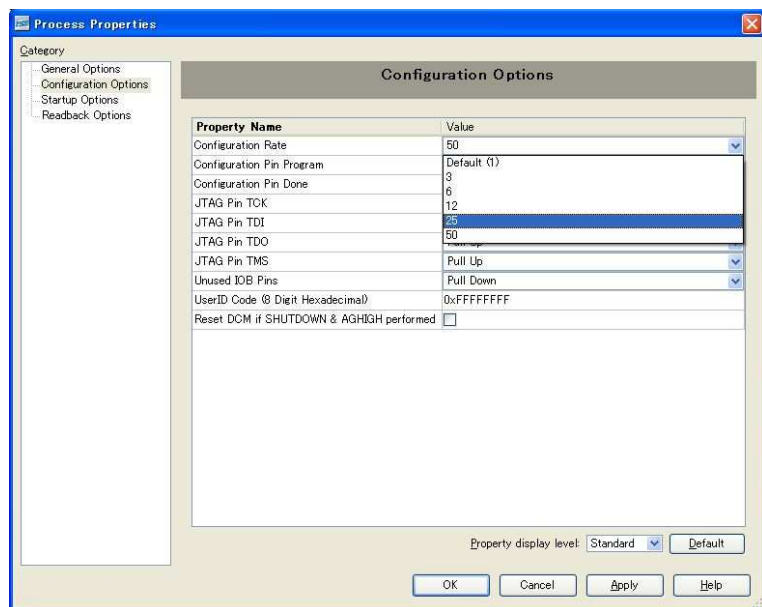 Process Properties
Category
General Options
Configuration Options
Startup Options
Readback Options
Configuration Options
Property Name Value
Configuration Rate 50
Configuration Pin Program Default (1)
Configuration Pin Done 3
6
JTAG Pin TCK 12
JTAG Pin TDI 25
JTAG Pin TDO 50
JTAG Pin TMS Pull Up
Unused IOB Pins Pull Down
UserID Code (8 Digit Hexadecimal) 0xFFFFFFFF
Reset DCM if SHUTDOWN & AGHIGH performed
Property display level: Standard Default
OK Cancel Apply Help